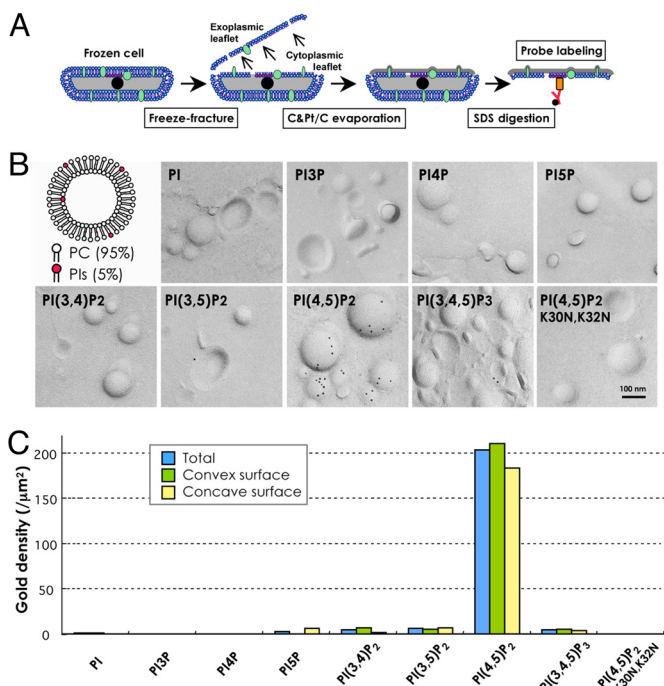 A
Frozen cell
Freeze-fracture
Exoplasmic
leaflet
Cytoplasmic
leaflet
C&Pt/C evaporation
SDS digestion
Probe labeling
B
PC (95%)
PIs (5%)
PI
PI3P
PI4P
PI5P
PI(3,4)P2
PI(3,5)P2
PI(4,5)P2
PI(3,4,5)P3
PI(4,5)P2
K30N,K32N
100 nm
C
Gold density (/μm²)
200
150
100
50
0
Total
Convex surface
Concave surface
PI
PI3P
PI4P
PI5P
PI(3,4)P₂
PI(3,5)P₂
PI(4,5)P₂
PI(3,4,5)P₃
PI(4,5)P₂
30N,K32N